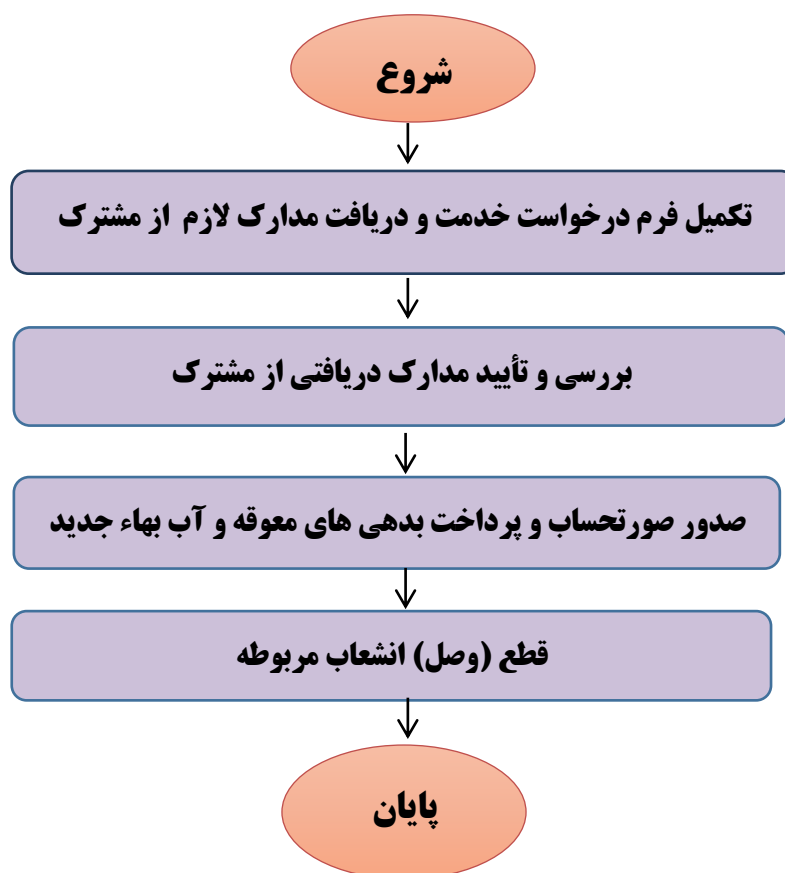 شروع
تکمیل فرم درخواست خدمت و دریافت مدارک لازم از مشترک
بررسی و تأیید مدارک دریافتی از مشترک
صدور صورتحساب و پرداخت بدهی های معوقه و آب بهاء جدید
قطع (وصل) انشعاب مربوطه
پایان